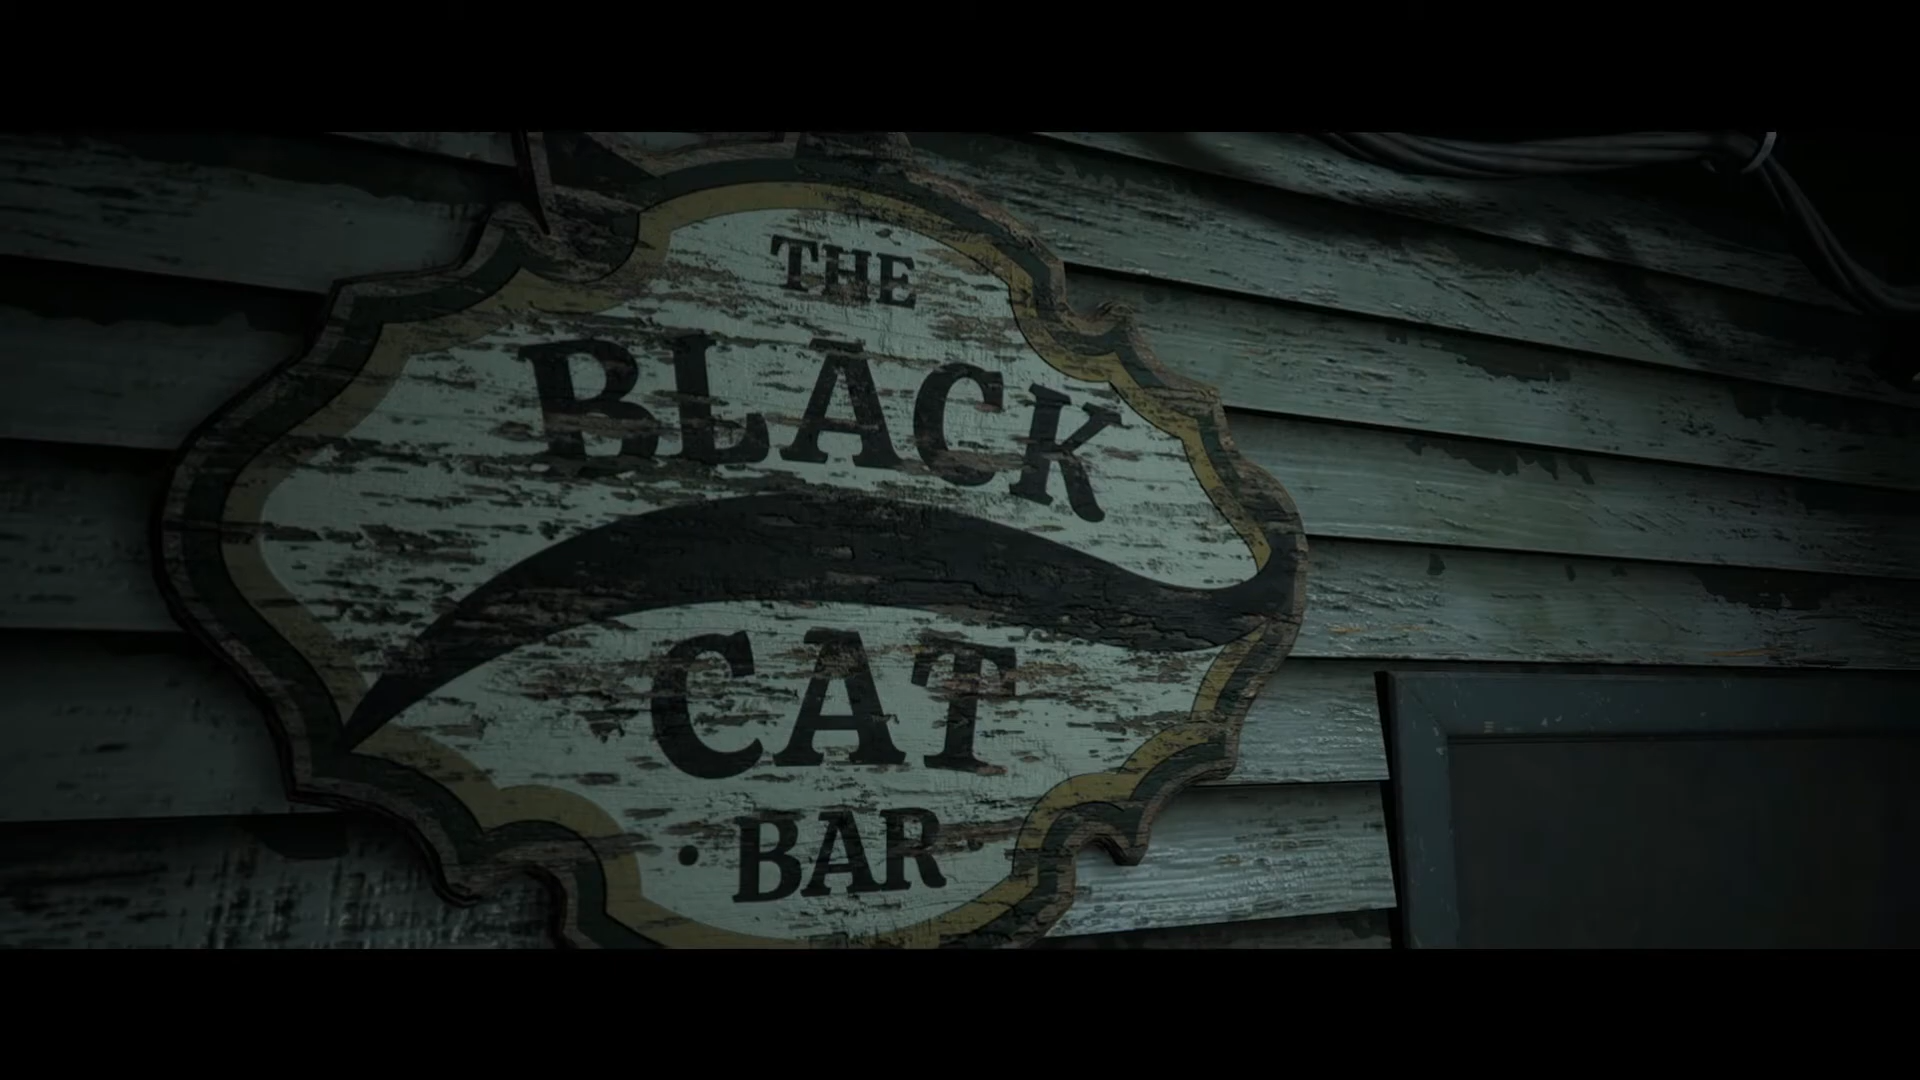 THE
BLACK
CAT
· BAR ·